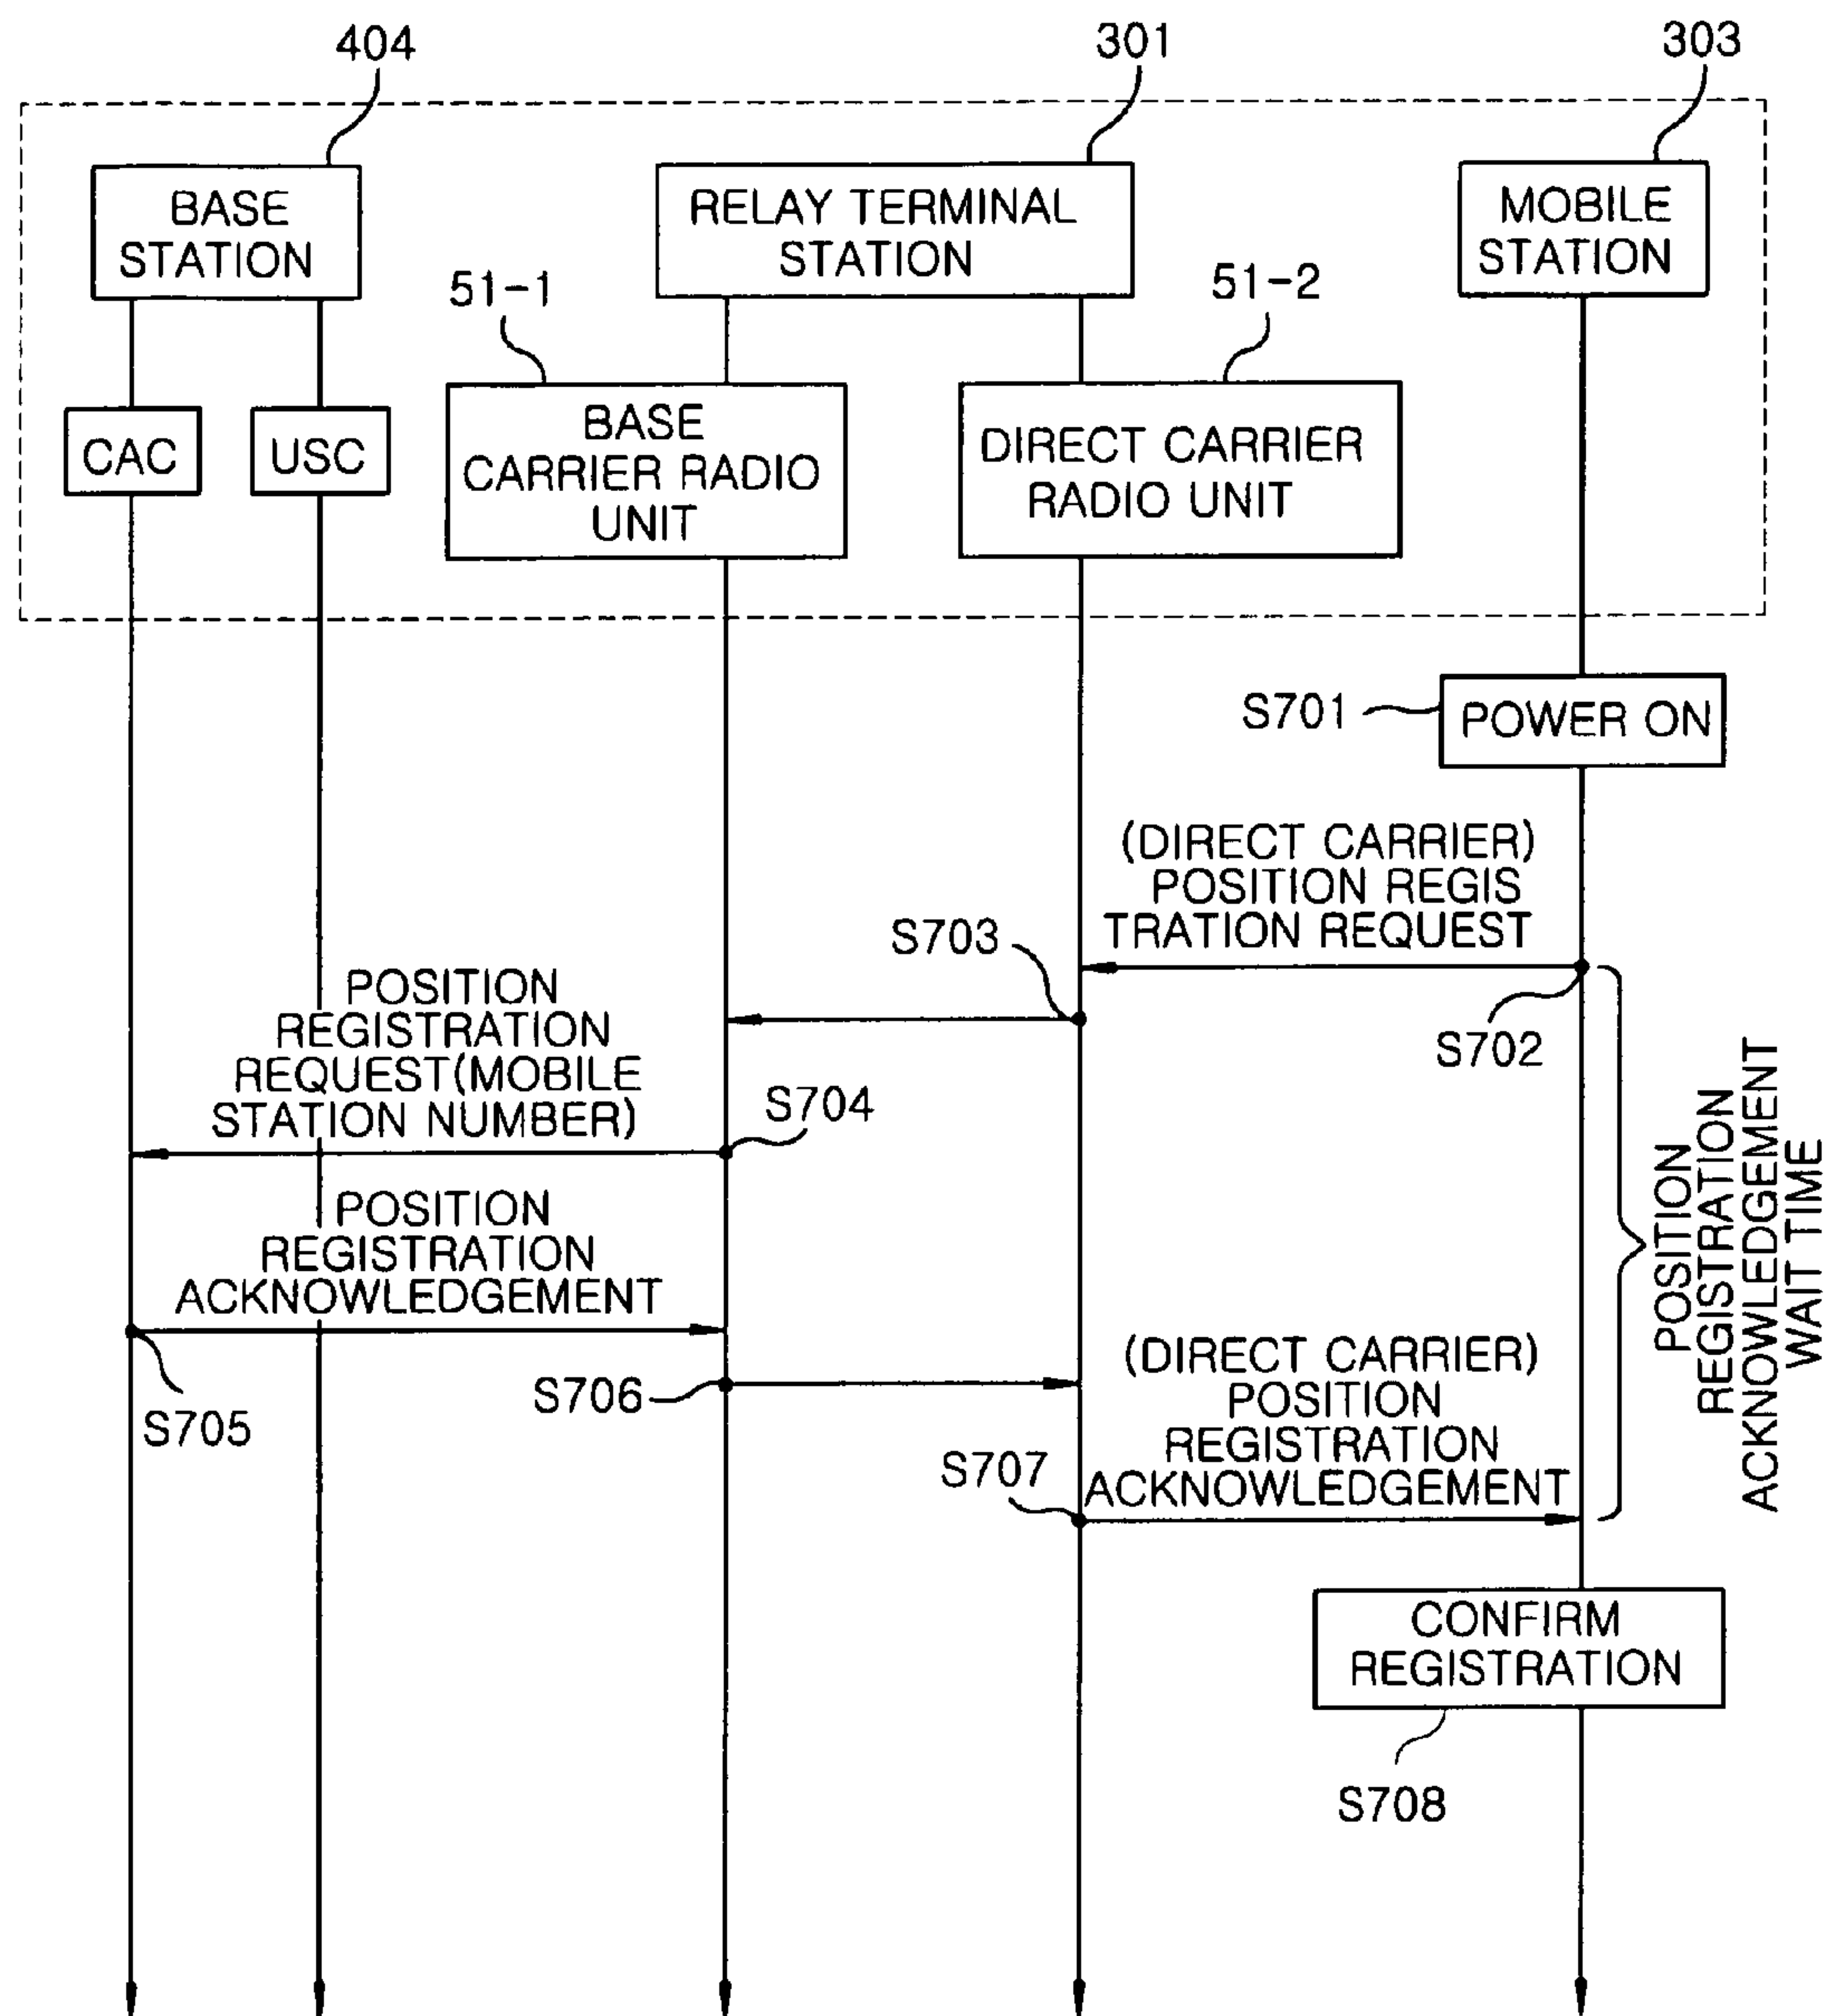 404
301
303
BASE
STATION
RELAY TERMINAL
STATION
MOBILE
STATION
51-1
51-2
CAC
USC
BASE
CARRIER RADIO
UNIT
DIRECT CARRIER
RADIO UNIT
S701
POWER ON
(DIRECT CARRIER)
POSITION REGIS
TRATION REQUEST
S703
S702
POSITION
REGISTRATION
REQUEST(MOBILE
STATION NUMBER)
S704
POSITION
REGISTRATION
ACKNOWLEDGEMENT
WAIT TIME
POSITION
REGISTRATION
ACKNOWLEDGEMENT
S705
S706
(DIRECT CARRIER)
POSITION
REGISTRATION
ACKNOWLEDGEMENT
S707
CONFIRM
REGISTRATION
S708